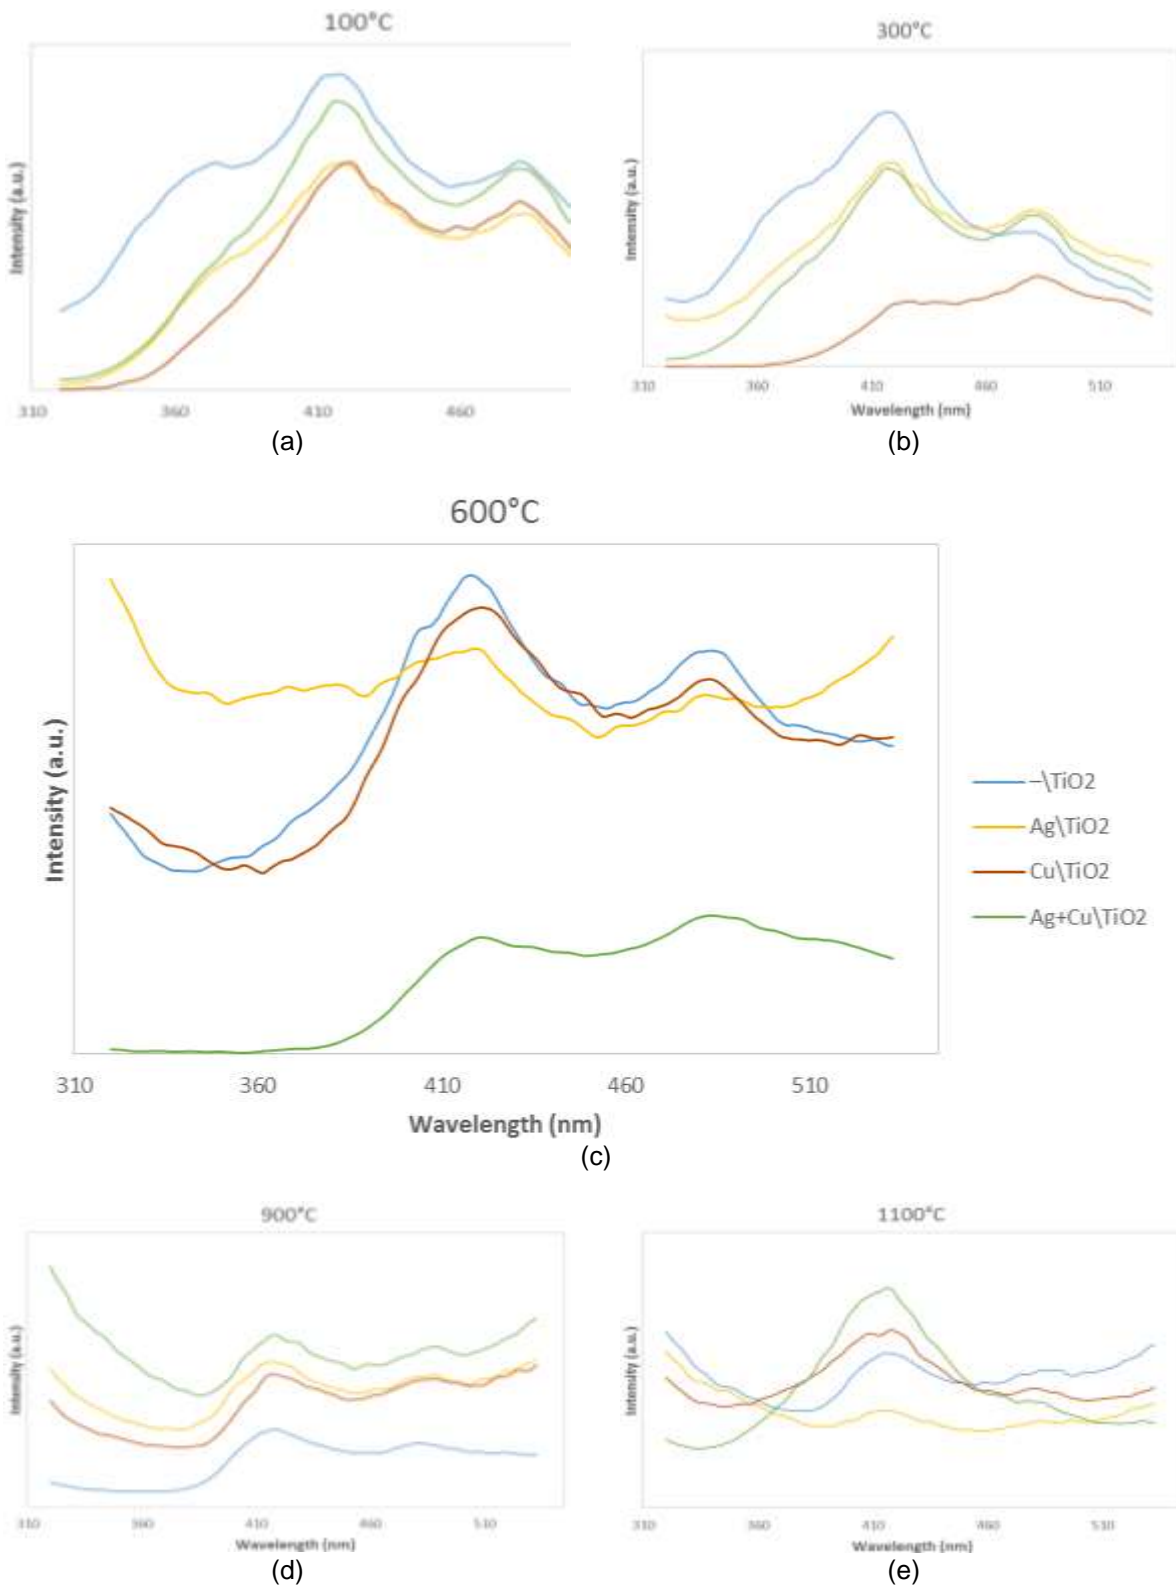 100°C
Intensity (a.u.)
310 360 410 460
(a)
300°C
Intensity (a.u.)
310 360 410 460 510
Wavelength (nm)
(b)
600°C
Intensity (a.u.)
310 360 410 460 510
Wavelength (nm)
–\TiO2
Ag\TiO2
Cu\TiO2
Ag+Cu\TiO2
(c)
900°C
Intensity (a.u.)
310 360 410 460 510
Wavelength (nm)
(d)
1100°C
Intensity (a.u.)
310 360 410 460 510
Wavelength (nm)
(e)